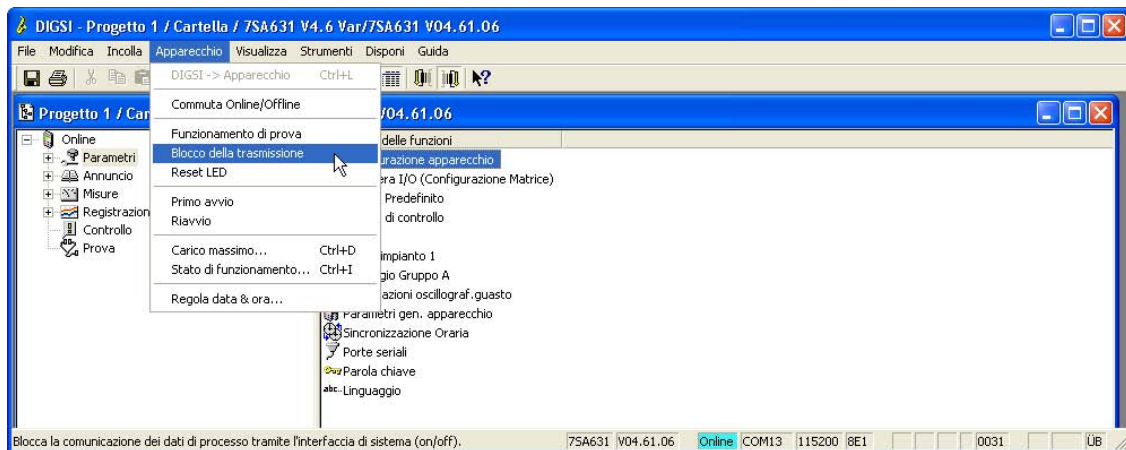 DIGSI - Progetto 1 / Cartella / 7SA631 V4.6 Var/7SA631 V04.61.06
File Modifica Incolla Apparecchio Visualizza Strumenti Disponi Guida
DIGSI -> Apparecchio Ctrl+L
Commuta Online/Offline
Funzionamento di prova
Blocco della trasmissione
Reset LED
Primo avvio
Riavvio
Carico massimo... Ctrl+D
Stato di funzionamento... Ctrl+I
Regola data & ora...
Progetto 1 / Car
/04.61.06
Online
Parametri
Annuncio
Misure
Registrazion
Controllo
Prova
delle funzioni
urazione apparecchio
era I/O (Configurazione Matrice)
Predefinito
di controllo
impianto 1
gio Gruppo A
azioni oscillograf.guasto
Parametri gen. apparecchio
Sincronizzazione Oraria
Porte seriali
Parola chiave
abc Linguaggio
Blocca la comunicazione dei dati di processo tramite l'interfaccia di sistema (on/off). 7SA631 V04.61.06 Online COM13 115200 8E1 0031 ÜB